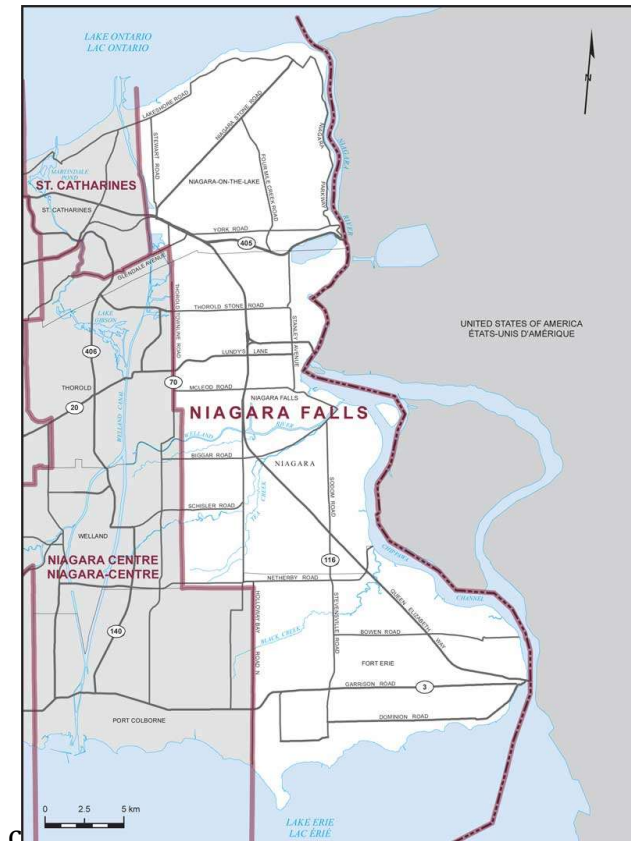 LAKE ONTARIO
LAC ONTARIO
N
LAKESHORE ROAD
NIAGARA STONE ROAD
STEWART ROAD
NIAGARA
PARKWAY
NIAGARA
RIVER
MARTINDALE
POND
ST. CATHARINES
ST. CATHARINES
NIAGARA-ON-THE-LAKE
FOUR MILE CREEK ROAD
YORK ROAD
405
GLENDALE AVENUE
THOROLD TOWNLINE ROAD
LAKE
GIBSON
THOROLD STONE ROAD
STANLEY AVENUE
UNITED STATES OF AMERICA
ÉTATS-UNIS D'AMÉRIQUE
406
LUNDY'S LANE
THOROLD
70
MCLEOD ROAD
20
NIAGARA FALLS
NIAGARA FALLS
WELLAND CANAL
WELLAND
RIVER
BIGGAR ROAD
NIAGARA
TEA
CREEK
SODOM ROAD
SCHISLER ROAD
WELLAND
NIAGARA CENTRE
NIAGARA-CENTRE
116
CHIPPAWA
CHANNEL
NETHERBY ROAD
HOLLOWAY BAY ROAD N
STEVENSVILLE ROAD
QUEEN ELIZABETH WAY
BLACK CREEK
140
BOWEN ROAD
FORT ERIE
GARRISON ROAD
3
PORT COLBORNE
DOMINION ROAD
0 2.5 5 km
LAKE ERIE
LAC ÉRIÉ
C